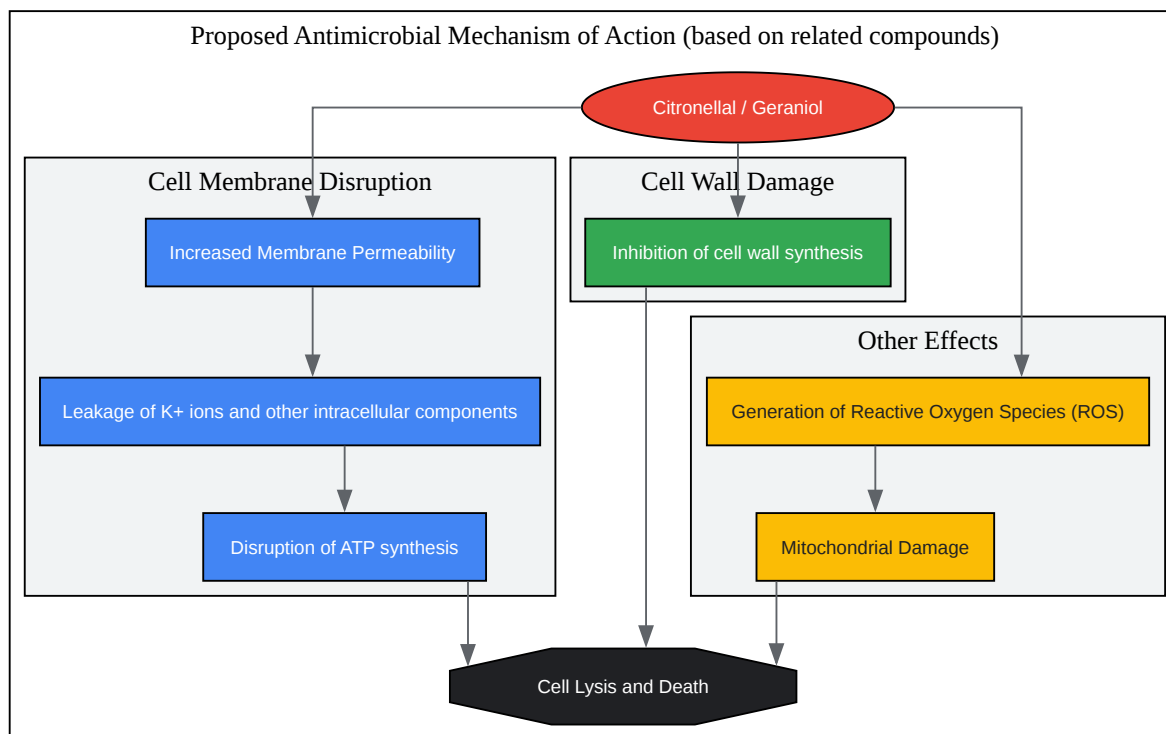 Proposed Antimicrobial Mechanism of Action (based on related compounds)
Citronellal / Geraniol
Cell Membrane Disruption
Cell Wall Damage
Increased Membrane Permeability
Inhibition of cell wall synthesis
Other Effects
Leakage of K+ ions and other intracellular components
Generation of Reactive Oxygen Species (ROS)
Disruption of ATP synthesis
Mitochondrial Damage
Cell Lysis and Death